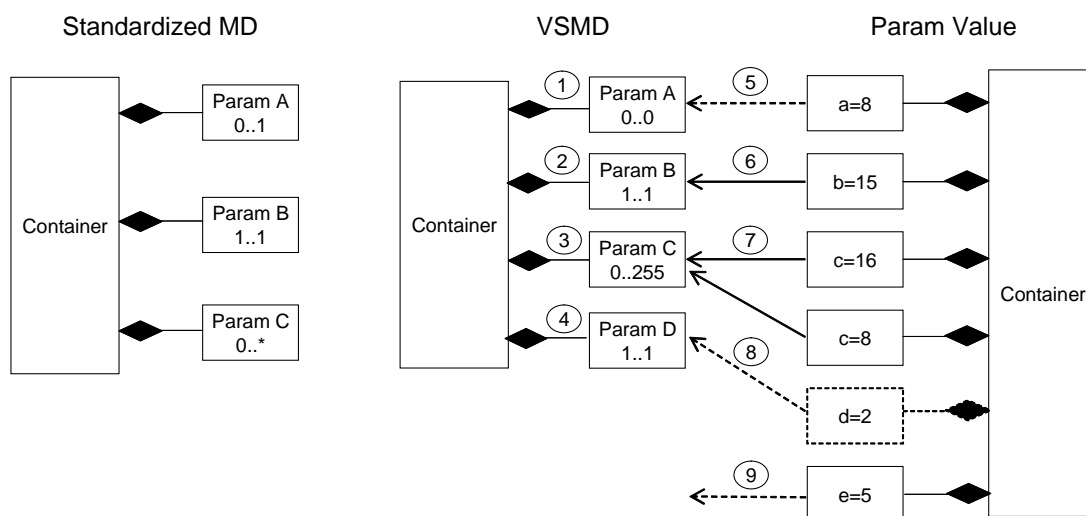 Standardized MD
VSMD
Param Value
Container
Param A
0..1
Param B
1..1
Param C
0..*
Container
1
Param A
0..0
2
Param B
1..1
3
Param C
0..255
4
Param D
1..1
5
a=8
6
b=15
7
c=16
c=8
8
d=2
9
e=5
Container